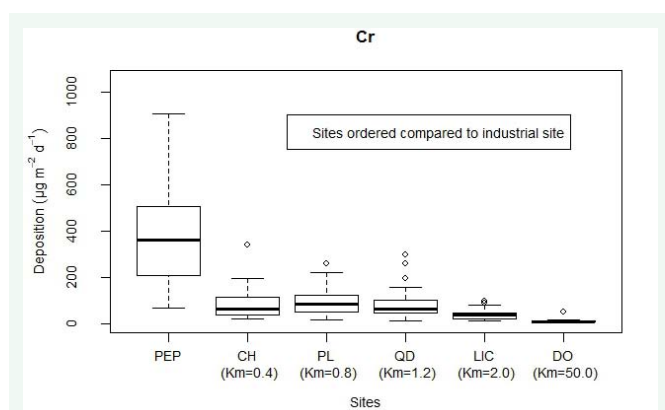 Cr
1000
800
600
400
200
0
Deposition (µg m⁻² d⁻¹)
Sites ordered compared to industrial site
PEP CH PL QD LIC DO
(Km=0.4) (Km=0.8) (Km=1.2) (Km=2.0) (Km=50.0)
Sites